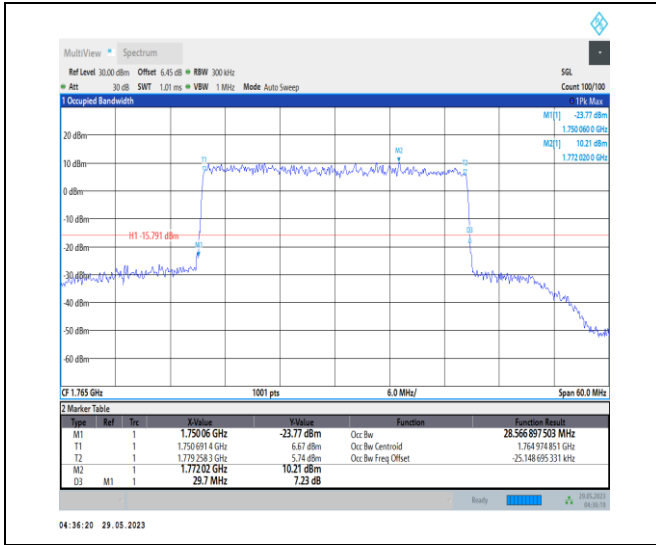 MultiView Spectrum
Ref Level 30.00 dBm Offset 6.45 dB RBW 300 kHz SGL
Att 30 dB SWT 1.01 ms VBW 1 MHz Mode Auto Sweep Count 100/100
1 Occupied Bandwidth 1Pk Max
M1[1] -23.77 dBm
1.750 060 0 GHz
20 dBm
M2[1] 10.21 dBm
1.772 020 0 GHz
M2
T1
T2
10 dBm
0 dBm
-10 dBm
D3
H1 -15.791 dBm
M1
-20 dBm
-30 dBm
-40 dBm
-50 dBm
-60 dBm
CF 1.765 GHz 1001 pts 6.0 MHz/ Span 60.0 MHz
2 Marker Table
Type Ref Trc X-Value Y-Value Function Function Result
M1 1 1.750 06 GHz -23.77 dBm Occ Bw 28.566 897 503 MHz
T1 1 1.750 691 4 GHz 6.67 dBm Occ Bw Centroid 1.764 974 851 GHz
T2 1 1.779 258 3 GHz 5.74 dBm Occ Bw Freq Offset -25.148 695 331 kHz
M2 1 1.772 02 GHz 10.21 dBm
D3 M1 1 29.7 MHz 7.23 dB
Ready 29.05.2023
04:36:18
04:36:20 29.05.2023